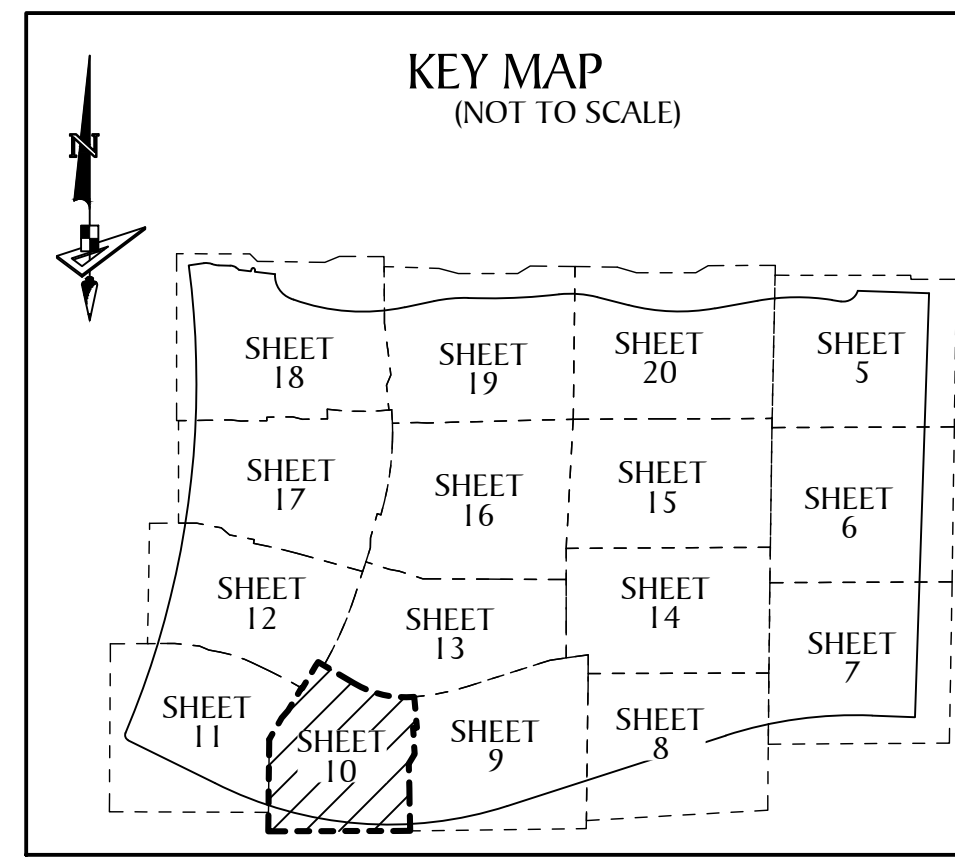 KEY MAP
(NOT TO SCALE)
N
SHEET
18
SHEET
19
SHEET
20
SHEET
5
SHEET
17
SHEET
16
SHEET
15
SHEET
6
SHEET
12
SHEET
13
SHEET
14
SHEET
7
SHEET
11
SHEET
10
SHEET
9
SHEET
8